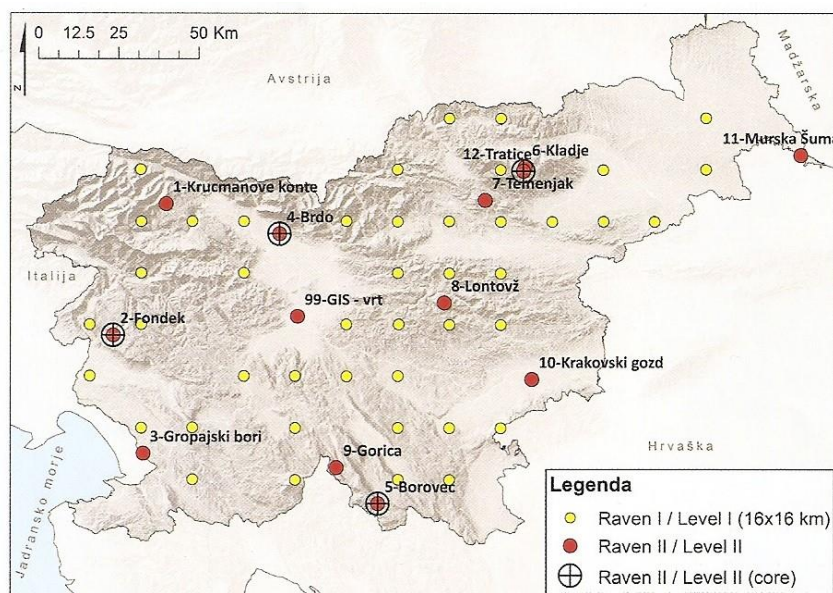 0 12.5 25 50 Km
N
Avstrija
Madžarska
11-Murska Šuma
12-Tratice
6-Kladje
7-Temenjak
1-Krucmanove konte
4-Brdo
Italija
8-Lontovž
99-GIS - vrt
2-Fondek
10-Krakovski gozd
3-Gropajski bori
9-Gorica
Hrvaška
5-Borovec
Jadransko morje
Legenda
Raven I / Level I (16x16 km)
Raven II / Level II
Raven II / Level II (core)